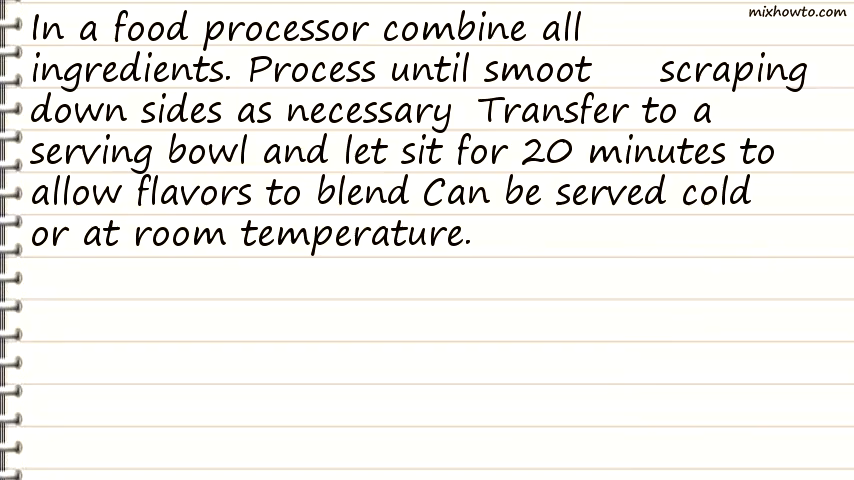 mixhowto.com
In a food processor combine all
ingredients. Process until smoot scraping
down sides as necessary Transfer to a
serving bowl and let sit for 20 minutes to
allow flavors to blend Can be served cold
or at room temperature.